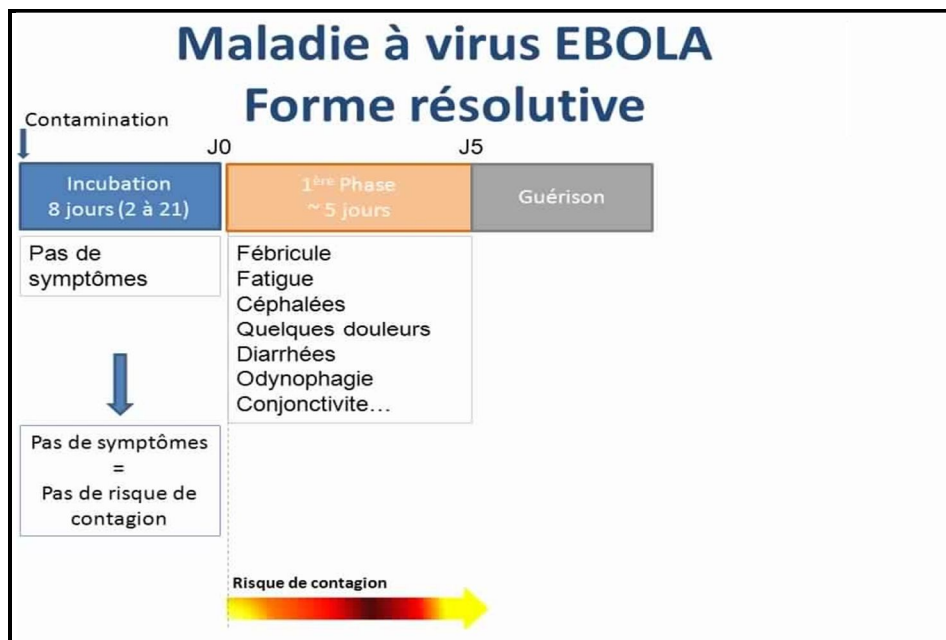 Maladie à virus EBOLA
Forme résolutive
Contamination
J0
J5
Incubation
8 jours (2 à 21)
1ère Phase
~ 5 jours
Guérison
Pas de
symptômes
Fébricule
Fatigue
Céphalées
Quelques douleurs
Diarrhées
Odynophagie
Conjonctivite…
Pas de symptômes
=
Pas de risque de
contagion
Risque de contagion